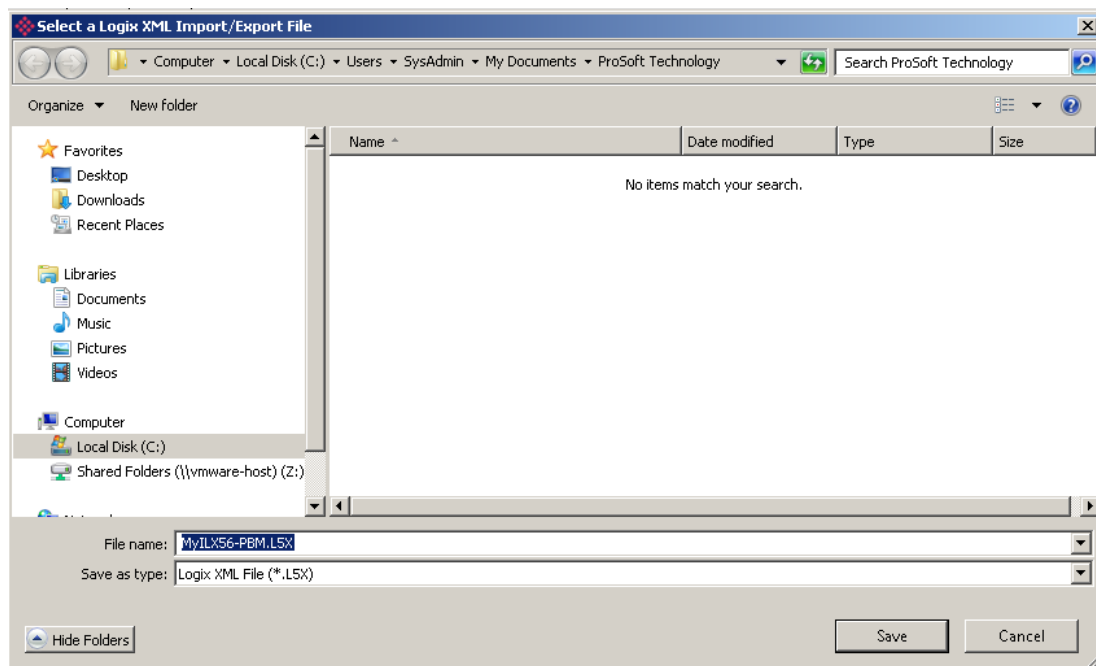 Select a Logix XML Import/Export File
Computer Local Disk (C:) Users SysAdmin My Documents ProSoft Technology Search ProSoft Technology
Organize New folder
Name Date modified Type Size
No items match your search.
Favorites
Desktop
Downloads
Recent Places
Libraries
Documents
Music
Pictures
Videos
Computer
Local Disk (C:)
Shared Folders (\\vmware-host) (Z:)
File name: MyILX56-PBM.L5X
Save as type: Logix XML File (*.L5X)
Hide Folders Save Cancel